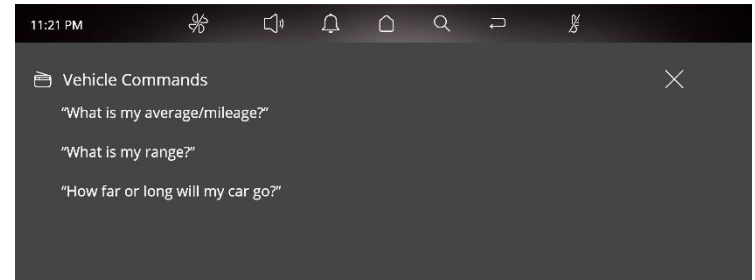 11:21 PM
Vehicle Commands
“What is my average/mileage?”
“What is my range?”
“How far or long will my car go?”